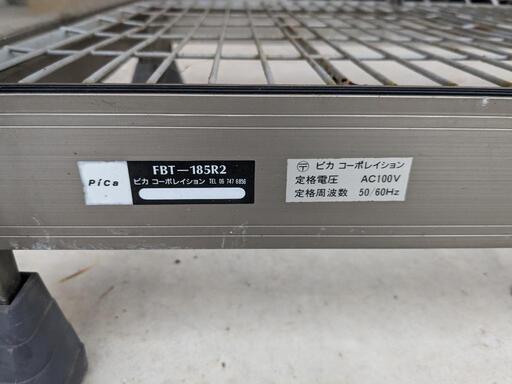 PiCa
FBT－185R2
ピカ コーポレイション TEL 06 747 6856
〶 ピカ コーポレイション
定格電圧 AC100V
定格周波数 50/60Hz